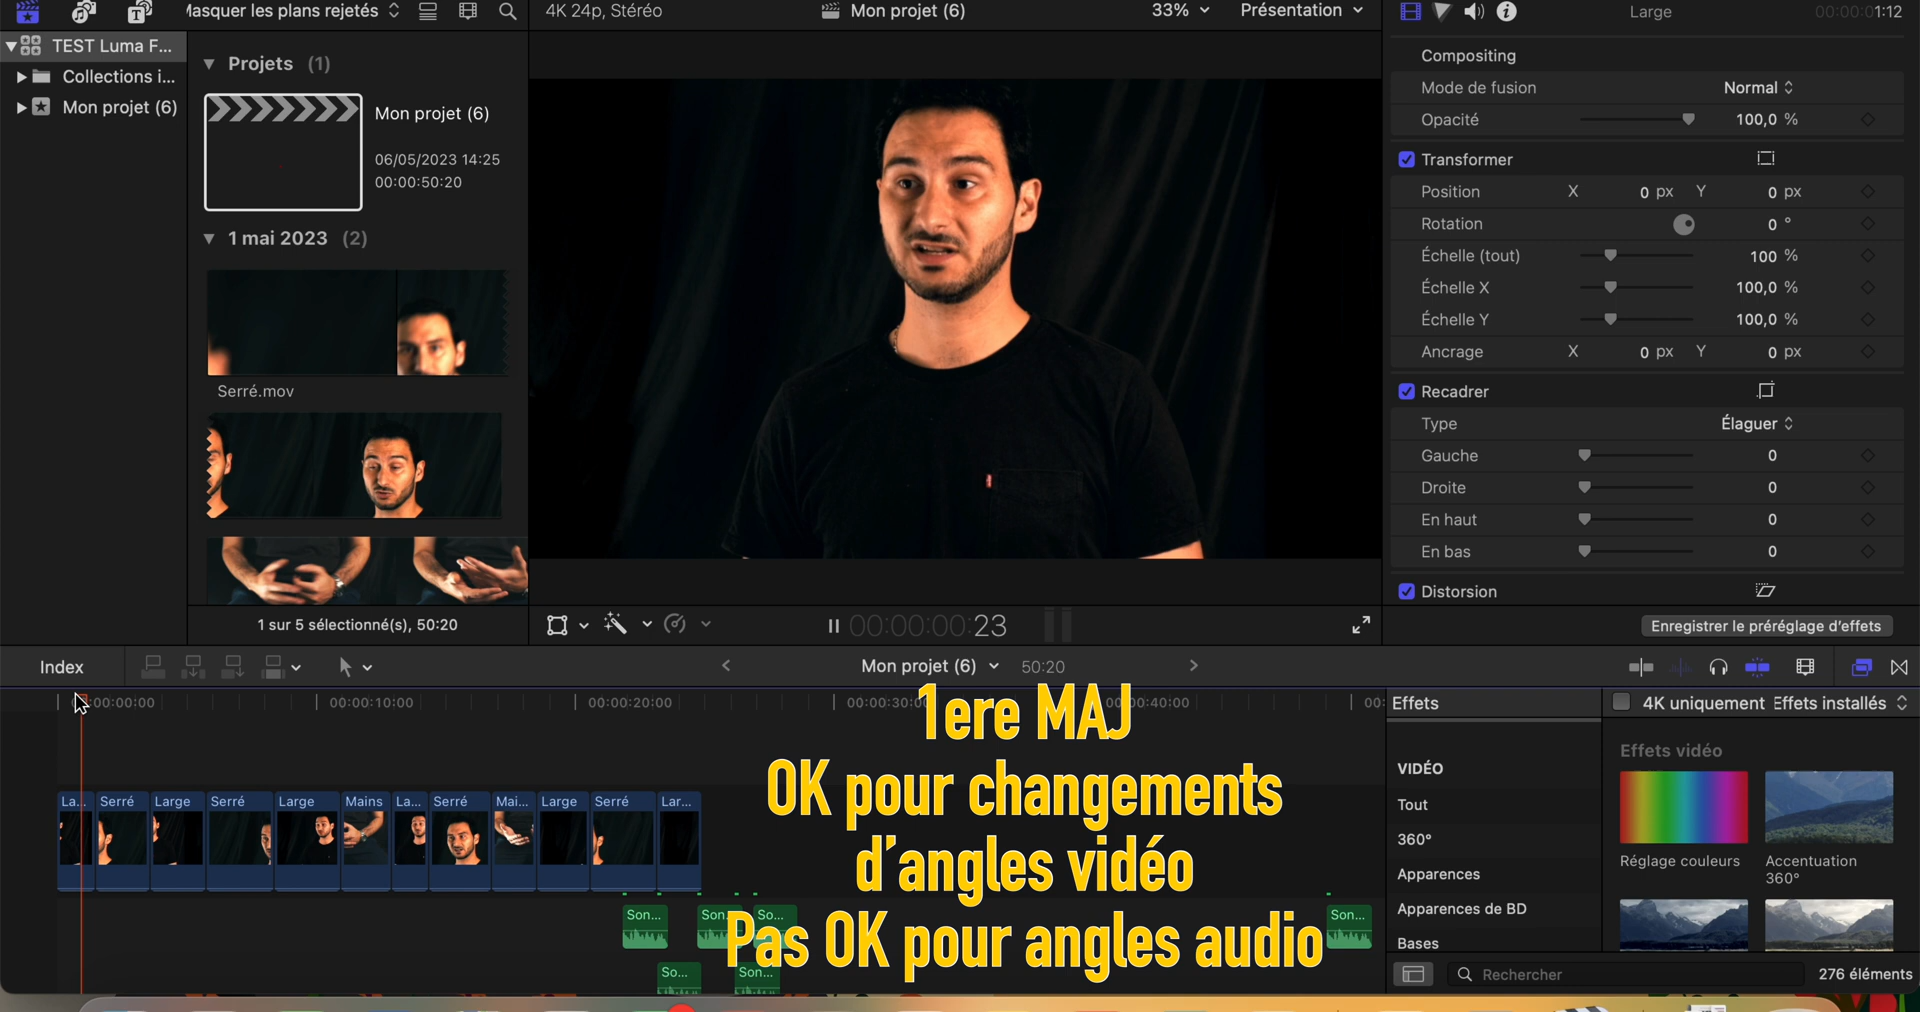 Masquer les plans rejetés
4K 24p, Stéréo
Mon projet (6)
33%
Présentation
Large
00:00:01:12
TEST Luma F...
Collections i...
Mon projet (6)
Projets (1)
Mon projet (6)
06/05/2023 14:25
00:00:50:20
1 mai 2023 (2)
Serré.mov
1 sur 5 sélectionné(s), 50:20
00:00:00:23
Compositing
Mode de fusion Normal
Opacité 100,0 %
Transformer
Position X 0 px Y 0 px
Rotation 0 °
Échelle (tout) 100 %
Échelle X 100,0 %
Échelle Y 100,0 %
Ancrage X 0 px Y 0 px
Recadrer
Type Élaguer
Gauche 0
Droite 0
En haut 0
En bas 0
Distorsion
Enregistrer le préréglage d’effets
Index
Mon projet (6) 50:20
00:00:10:00
00:00:20:00
La... Serré Large Serré Large Mains La... Serré Mai... Large Serré Lar...
Son... Son... So... Son...
So... Son...
1ere MAJ
OK pour changements
d’angles vidéo
Pas OK pour angles audio
Effets
4K uniquement
Effets installés
VIDÉO
Tout
360°
Apparences
Apparences de BD
Bases
Effets vidéo
Réglage couleurs
Accentuation
360°
Rechercher
276 éléments